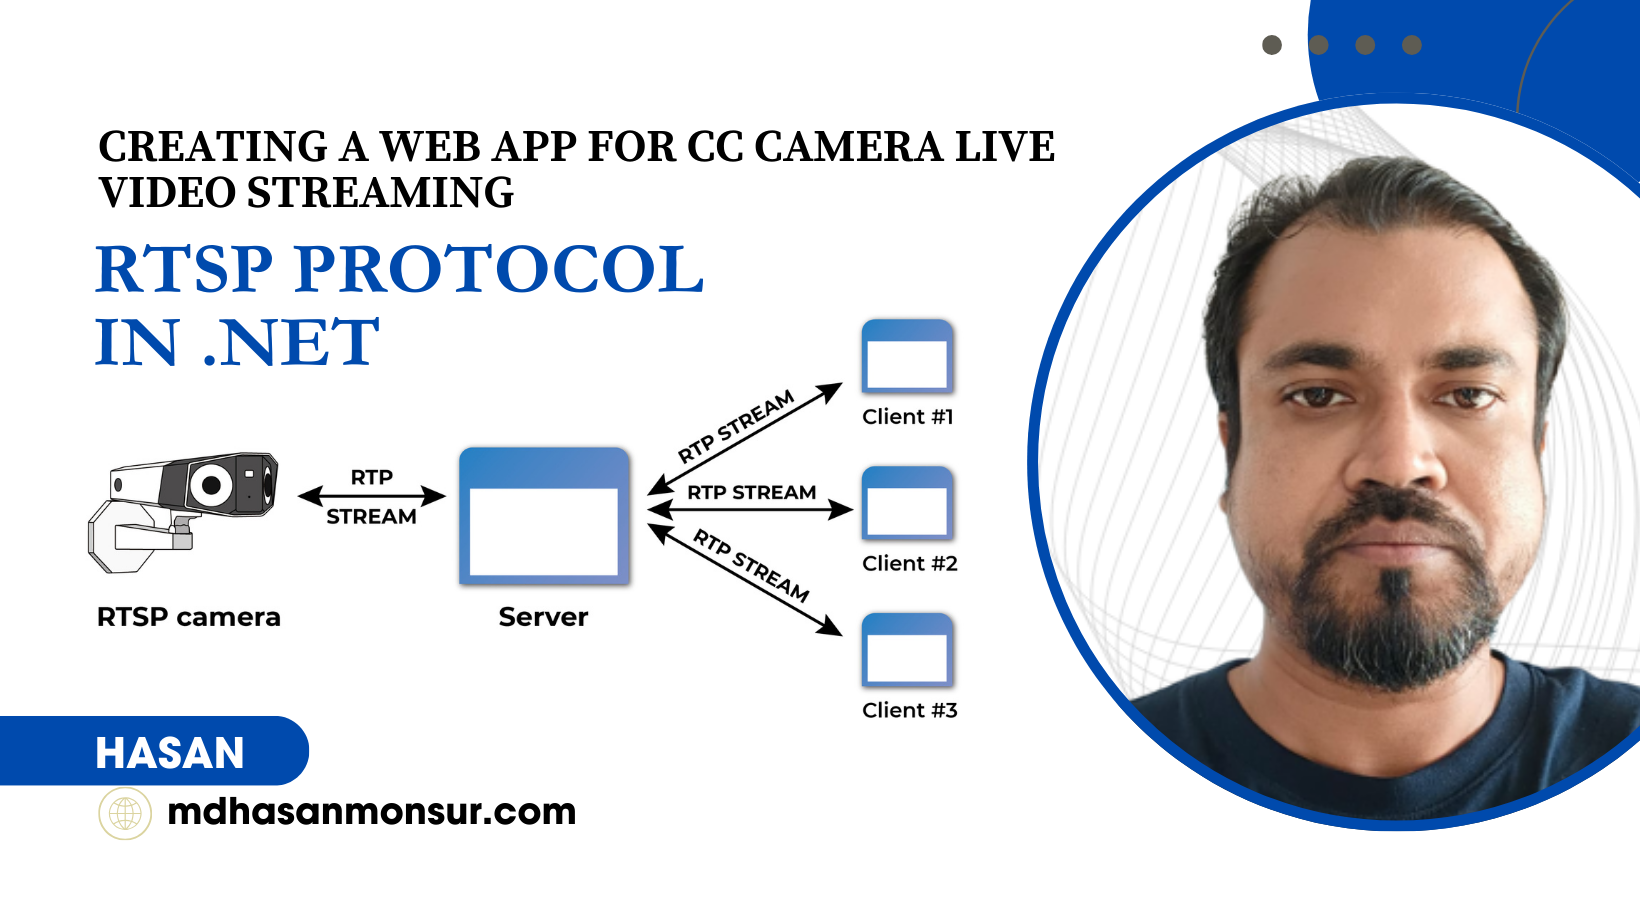 CREATING A WEB APP FOR CC CAMERA LIVE
VIDEO STREAMING
RTSP PROTOCOL
IN .NET
RTP
STREAM
RTSP camera
Server
RTP STREAM
RTP STREAM
RTP STREAM
Client #1
Client #2
Client #3
HASAN
mdhasanmonsur.com